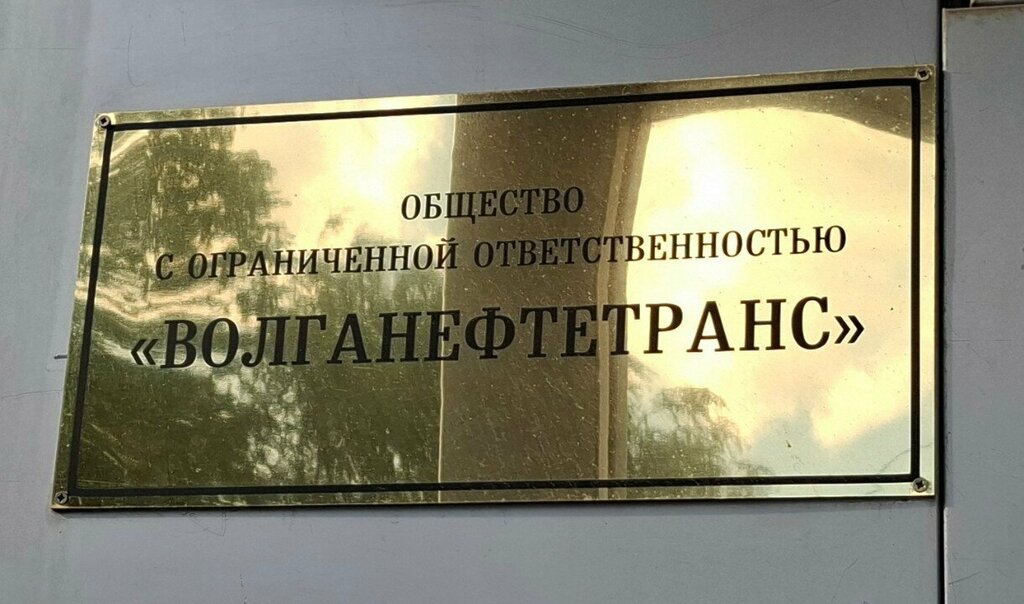 ОБЩЕСТВО
С ОГРАНИЧЕННОЙ ОТВЕТСТВЕННОСТЬЮ
«ВОЛГАНЕФТЕТРАНС»